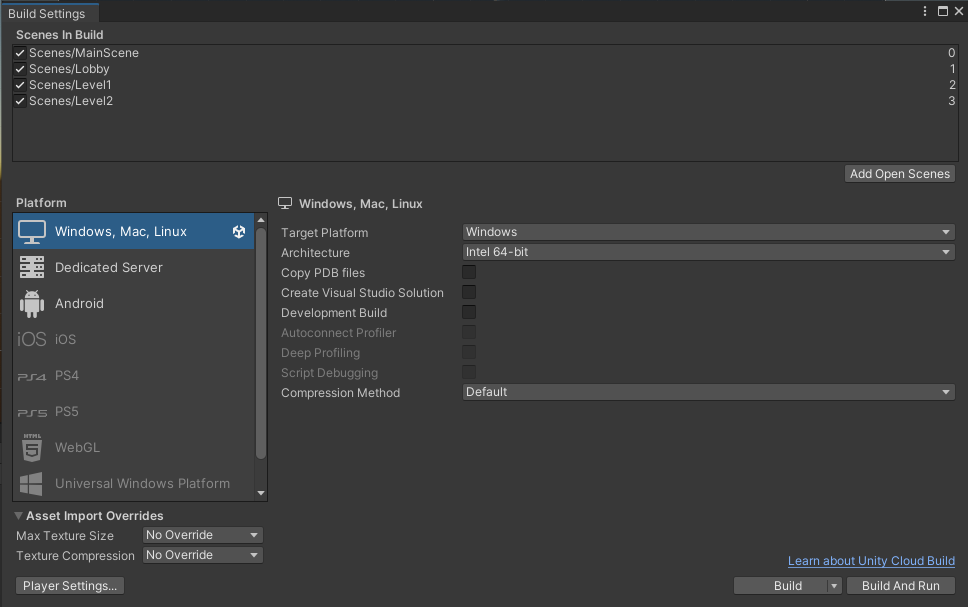 Build Settings
Scenes In Build
Scenes/MainScene 0
Scenes/Lobby 1
Scenes/Level1 2
Scenes/Level2 3
Add Open Scenes
Platform
Windows, Mac, Linux
Dedicated Server
Android
iOS iOS
PS4 PS4
PS5 PS5
HTML 5 WebGL
Universal Windows Platform
Windows, Mac, Linux
Target Platform Windows
Architecture Intel 64-bit
Copy PDB files
Create Visual Studio Solution
Development Build
Autoconnect Profiler
Deep Profiling
Script Debugging
Compression Method Default
Asset Import Overrides
Max Texture Size No Override
Texture Compression No Override
Learn about Unity Cloud Build
Player Settings... Build Build And Run